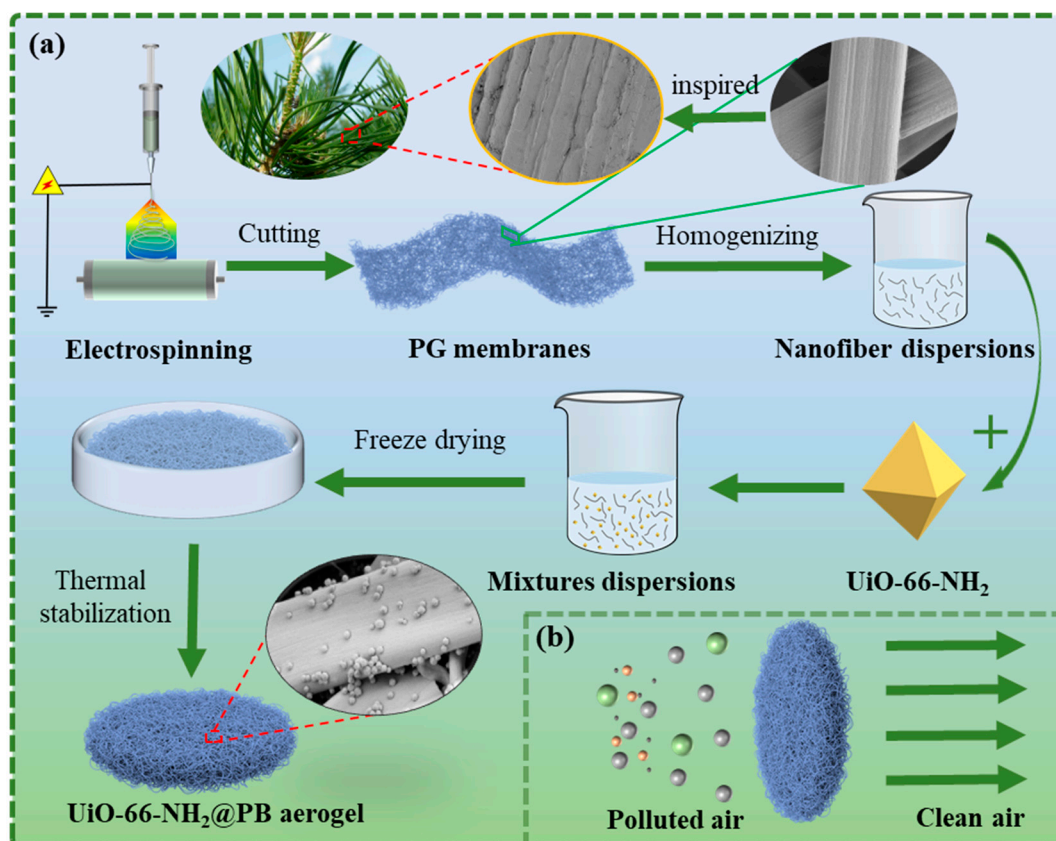 (a)
inspired
Cutting
Homogenizing
Electrospinning
PG membranes
Nanofiber dispersions
Freeze drying
+
Thermal
stabilization
Mixtures dispersions
UiO-66-NH₂
UiO-66-NH₂@PB aerogel
(b)
Polluted air
Clean air